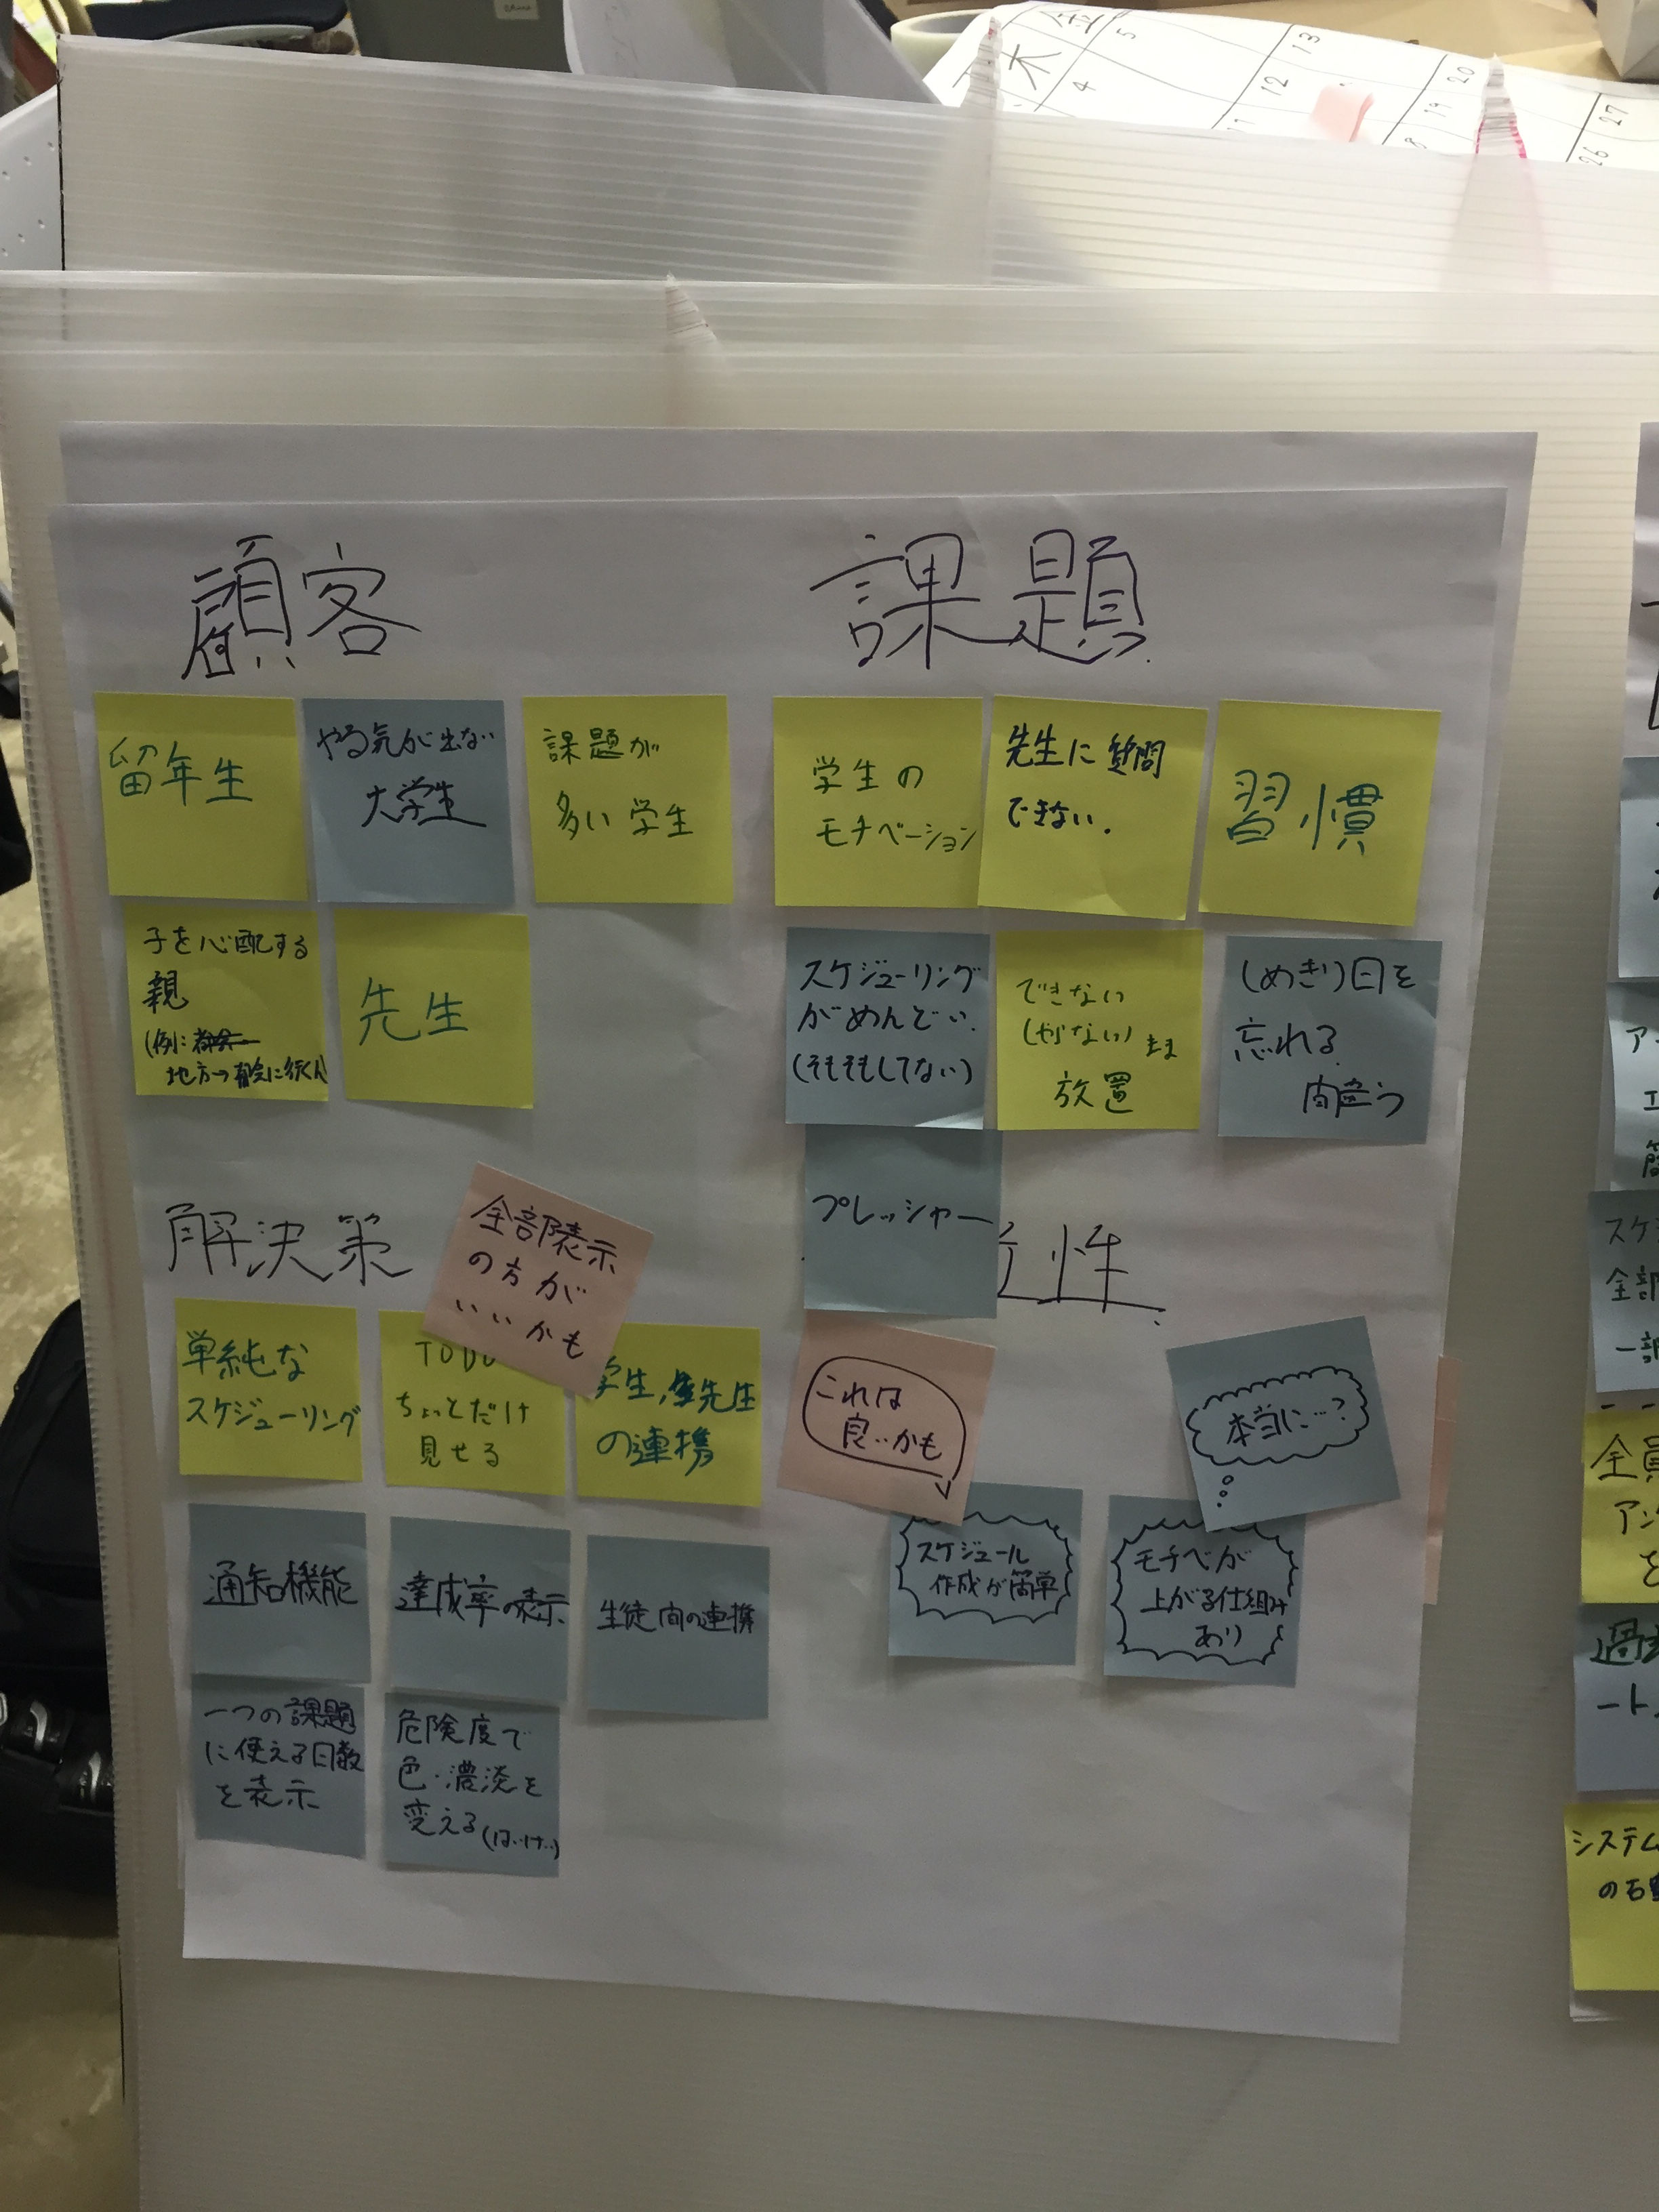 金
木
5
4
13
12
11
20
19
8
27
26
顧客
留年生
やる気が出ない
大学生
課題が
多い学生
子を心配する
親
(例:
地方→都会に行く人
先生
課題
学生の
モチベーション
先生に質問
できない.
習慣
スケジューリング
がめんどい.
(そもそもしてない)
できない
(やらない)まま
放置
(めきり)日を
忘れる
間違う
プレッシャー
解決策
全部表示
の方が
いいかも
単純な
スケジューリング
TODO
ちょっとだけ
見せる
学生,先生
の連携
通知機能
達成率の表示
生徒間の連携
一つの課題
に使える日数
を表示
危険度で
色・濃淡を
変える
性
これは
良いかも
本当に…?
スケジュール
作成が簡単
モチベが
上がる仕組み
あり
ア
エ
簡
スケジ
全部
一部
全員
アン
を
過去
ート
システム
の